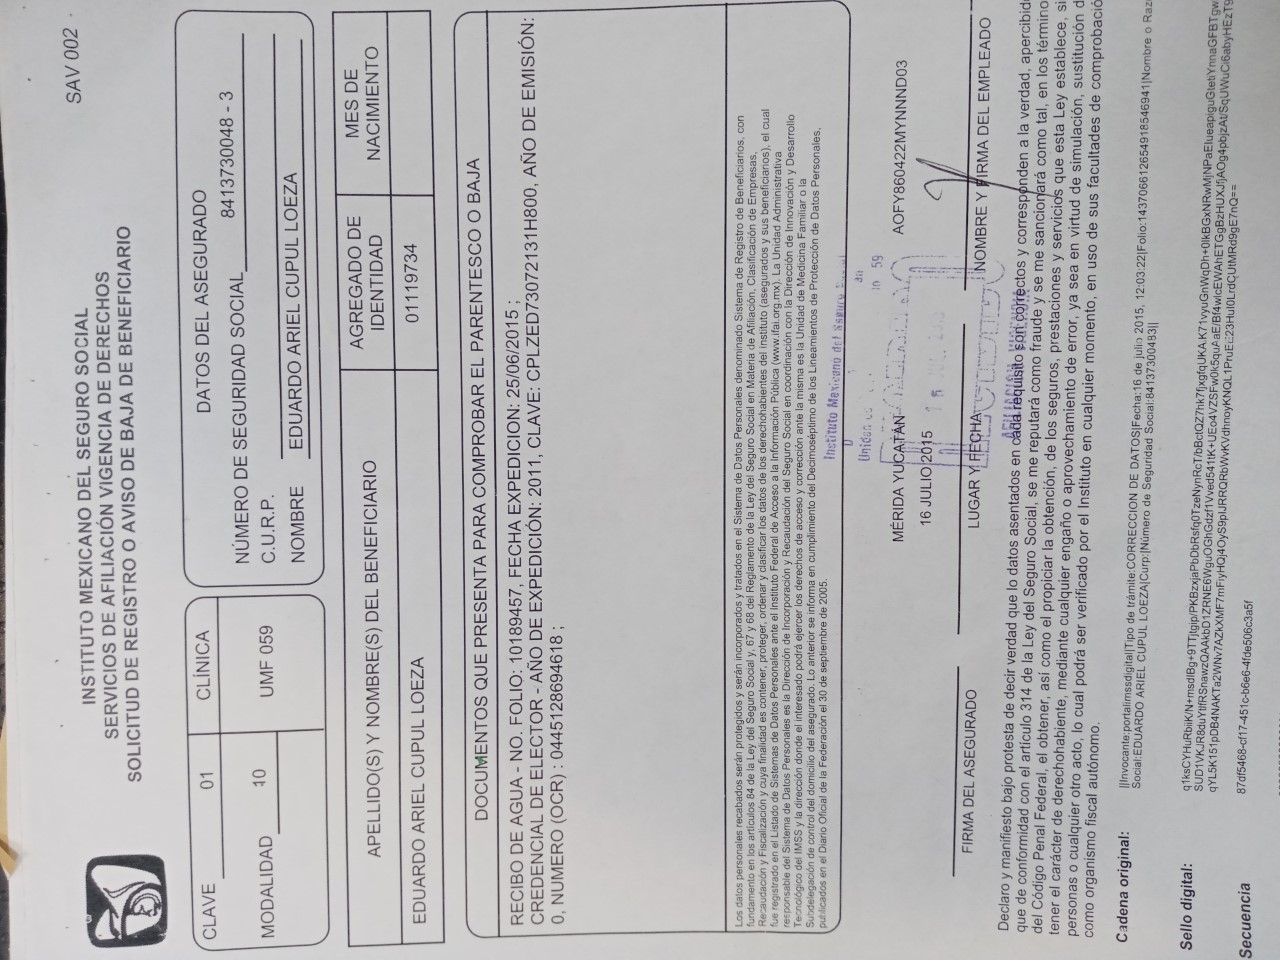 SAV 002
INSTITUTO MEXICANO DEL SEGURO SOCIAL
SERVICIOS DE AFILIACIÓN VIGENCIA DE DERECHOS
SOLICITUD DE REGISTRO O AVISO DE BAJA DE BENEFICIARIO
CLAVE 01 CLÍNICA
MODALIDAD 10 UMF 059
DATOS DEL ASEGURADO
NÚMERO DE SEGURIDAD SOCIAL 8413730048 - 3
C.U.R.P.
NOMBRE EDUARDO ARIEL CUPUL LOEZA
APELLIDO(S) Y NOMBRE(S) DEL BENEFICIARIO
AGREGADO DE IDENTIDAD
MES DE NACIMIENTO
EDUARDO ARIEL CUPUL LOEZA 01119734
DOCUMENTOS QUE PRESENTA PARA COMPROBAR EL PARENTESCO O BAJA
RECIBO DE AGUA - NO. FOLIO: 10189457, FECHA EXPEDICION: 25/06/2015 ;
CREDENCIAL DE ELECTOR - AÑO DE EXPEDICIÓN: 2011, CLAVE: CPLZED73072131H800, AÑO DE EMISIÓN:
0, NUMERO (OCR) : 0445128694618 ;
Los datos personales recabados serán protegidos y serán incorporados y tratados en el Sistema de Datos Personales denominado Sistema de Registro de Beneficiarios, con
fundamento en los artículos 84 de la Ley del Seguro Social y, 67 y 68 del Reglamento de la Ley del Seguro Social en Materia de Afiliación, Clasificación de Empresas,
Recaudación y Fiscalización y cuya finalidad es contener, proteger, ordenar y clasificar los datos de los derechohabientes del instituto (asegurados y sus beneficiarios), el cual
fue registrado en el Listado de Sistemas de Datos Personales ante el Instituto Federal de Acceso a la Información Pública (www.ifai.org.mx). La Unidad Administrativa
responsable del Sistema de Datos Personales es la Dirección de Incorporación y Recaudación del Seguro Social en coordinación con la Dirección de Innovación y Desarrollo
Tecnológico del IMSS y la dirección donde el interesado podrá ejercer los derechos de acceso y corrección ante la misma es la Unidad de Medicina Familiar o la
Subdelegación de control del domicilio del asegurado. Lo anterior se informa en cumplimiento del Decimoséptimo de los Lineamientos de Protección de Datos Personales,
publicados en el Diario Oficial de la Federación el 30 de septiembre de 2005.
Instituto Mexicano del Seguro
59
MÉRIDA YUCATÁN
16 JULIO 2015
AOFY860422MYNNND03
FIRMA DEL ASEGURADO
LUGAR Y FECHA
NOMBRE Y FIRMA DEL EMPLEADO
Declaro y manifiesto bajo protesta de decir verdad que lo datos asentados en cada requisito son correctos y corresponden a la verdad, apercibido
que de conformidad con el artículo 314 de la Ley del Seguro Social, se me reputará como fraude y se me sancionará como tal, en los término
del Código Penal Federal, el obtener, así como el propiciar la obtención, de los seguros, prestaciones y servicios que esta Ley establece, si
tener el carácter de derechohabiente, mediante cualquier engaño o aprovechamiento de error, ya sea en virtud de simulación, sustitución d
personas o cualquier otro acto, lo cual podrá ser verificado por el Instituto en cualquier momento, en uso de sus facultades de comprobació
como organismo fiscal autónomo.
Cadena original:
||Invocante:portalimssdigital|Tipo de trámite:CORRECCION DE DATOS|Fecha:16 de julio 2015, 12:03:22|Folio:1437066126549185469​41|Nombre o Raz
Social:EDUARDO ARIEL CUPUL LOEZA|Curp:|Número de Seguridad Social:84137300483||
Sello digital:
Secuencia
87df5468-cf17-451c-b6e6-4fde506c3a5f